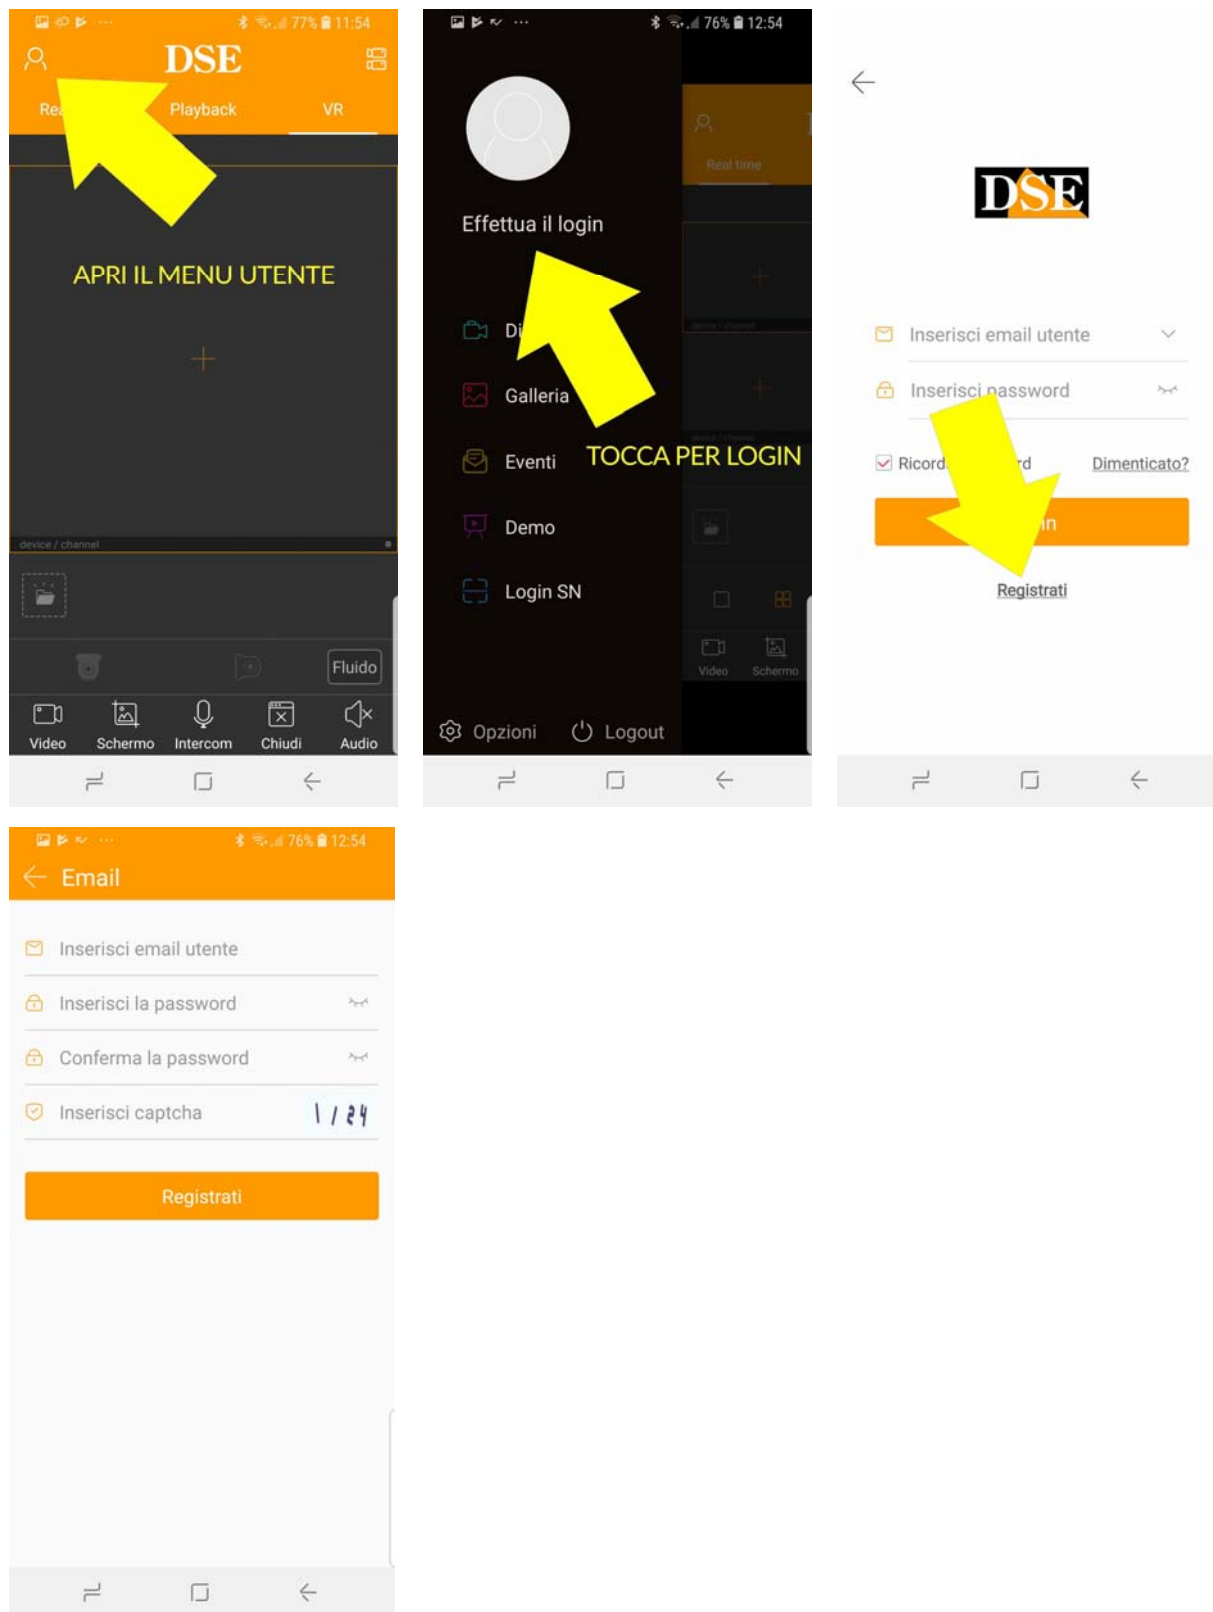 77% 11:54
DSE
Playback
VR
APRI IL MENU UTENTE
device / channel
Fluido
Video
Schermo
Intercom
Chiudi
Audio
76% 12:54
Effettua il login
Real time
Galleria
Eventi
TOCCA PER LOGIN
Demo
Login SN
Video
Schermo
Opzioni
Logout
DSE
Inserisci email utente
Inserisci password
Dimenticato?
Registrati
76% 12:54
Email
Inserisci email utente
Inserisci la password
Conferma la password
Inserisci captcha
Registrati